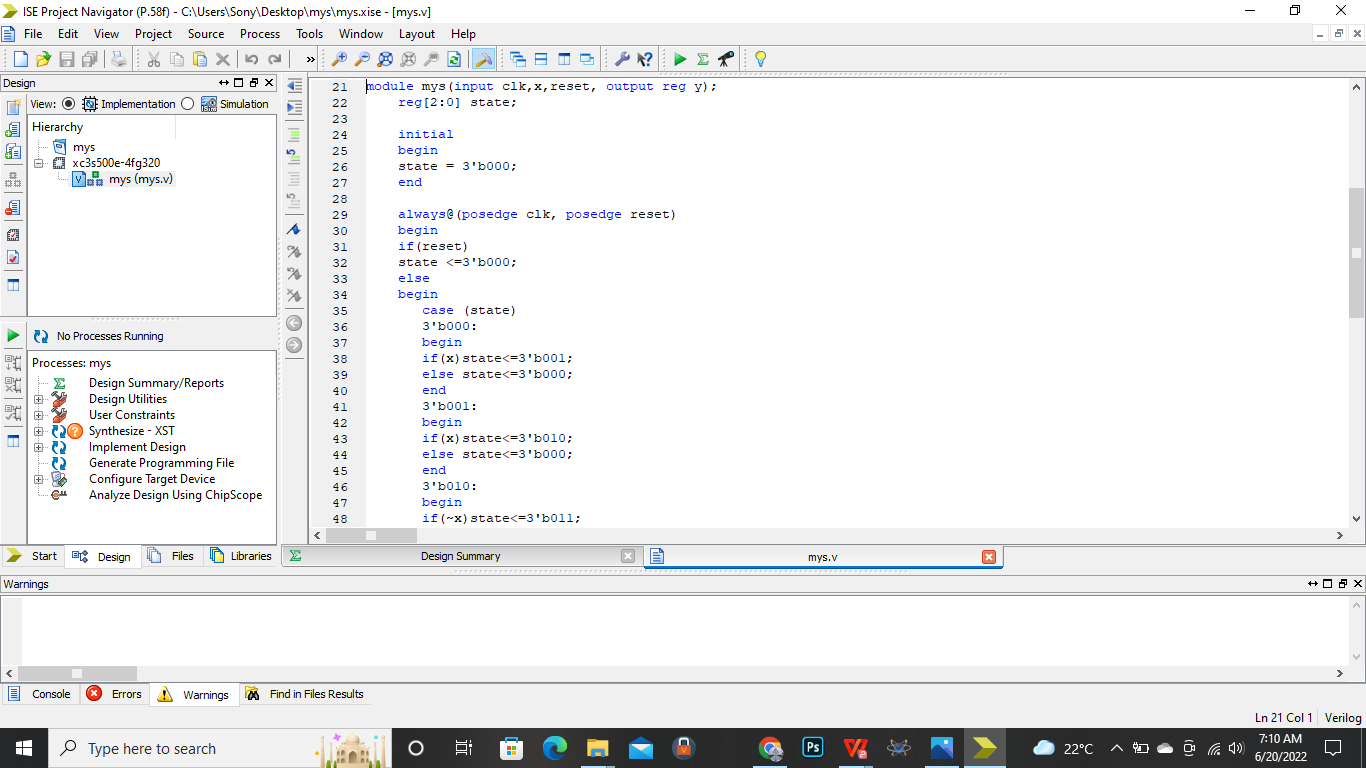 ISE Project Navigator (P.58f) - C:\Users\Sony\Desktop\mys\mys.xise - [mys.v]
File Edit View Project Source Process Tools Window Layout Help
»
Design
View: Implementation Simulation
Hierarchy
mys
xc3s500e-4fg320
mys (mys.v)
No Processes Running
Processes: mys
Design Summary/Reports
Design Utilities
User Constraints
Synthesize - XST
Implement Design
Generate Programming File
Configure Target Device
Analyze Design Using ChipScope
Start Design Files Libraries
21 module mys(input clk,x,reset, output reg y);
22 reg[2:0] state;
23
24 initial
25 begin
26 state = 3'b000;
27 end
28
29 always@(posedge clk, posedge reset)
30 begin
31 if(reset)
32 state <=3'b000;
33 else
34 begin
35 case (state)
36 3'b000:
37 begin
38 if(x)state<=3'b001;
39 else state<=3'b000;
40 end
41 3'b001:
42 begin
43 if(x)state<=3'b010;
44 else state<=3'b000;
45 end
46 3'b010:
47 begin
48 if(~x)state<=3'b011;
Design Summary mys.v
Warnings
Console Errors Warnings Find in Files Results
Ln 21 Col 1 Verilog
Type here to search
Ps
22°C
7:10 AM
6/20/2022